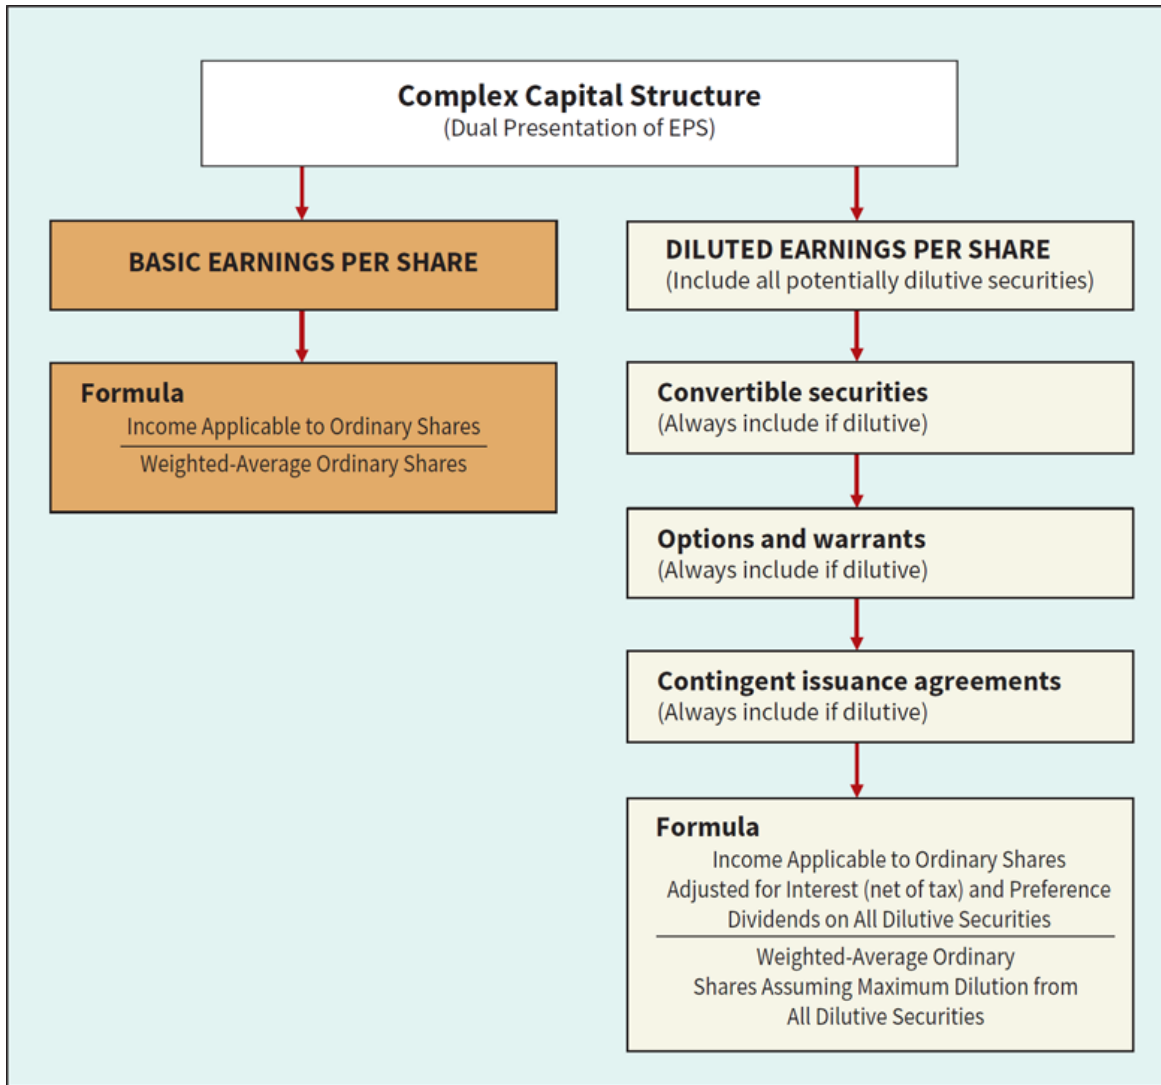 Complex Capital Structure
(Dual Presentation of EPS)
BASIC EARNINGS PER SHARE
Formula
Income Applicable to Ordinary Shares
Weighted-Average Ordinary Shares
DILUTED EARNINGS PER SHARE
(Include all potentially dilutive securities)
Convertible securities
(Always include if dilutive)
Options and warrants
(Always include if dilutive)
Contingent issuance agreements
(Always include if dilutive)
Formula
Income Applicable to Ordinary Shares
Adjusted for Interest (net of tax) and Preference
Dividends on All Dilutive Securities
Weighted-Average Ordinary
Shares Assuming Maximum Dilution from
All Dilutive Securities